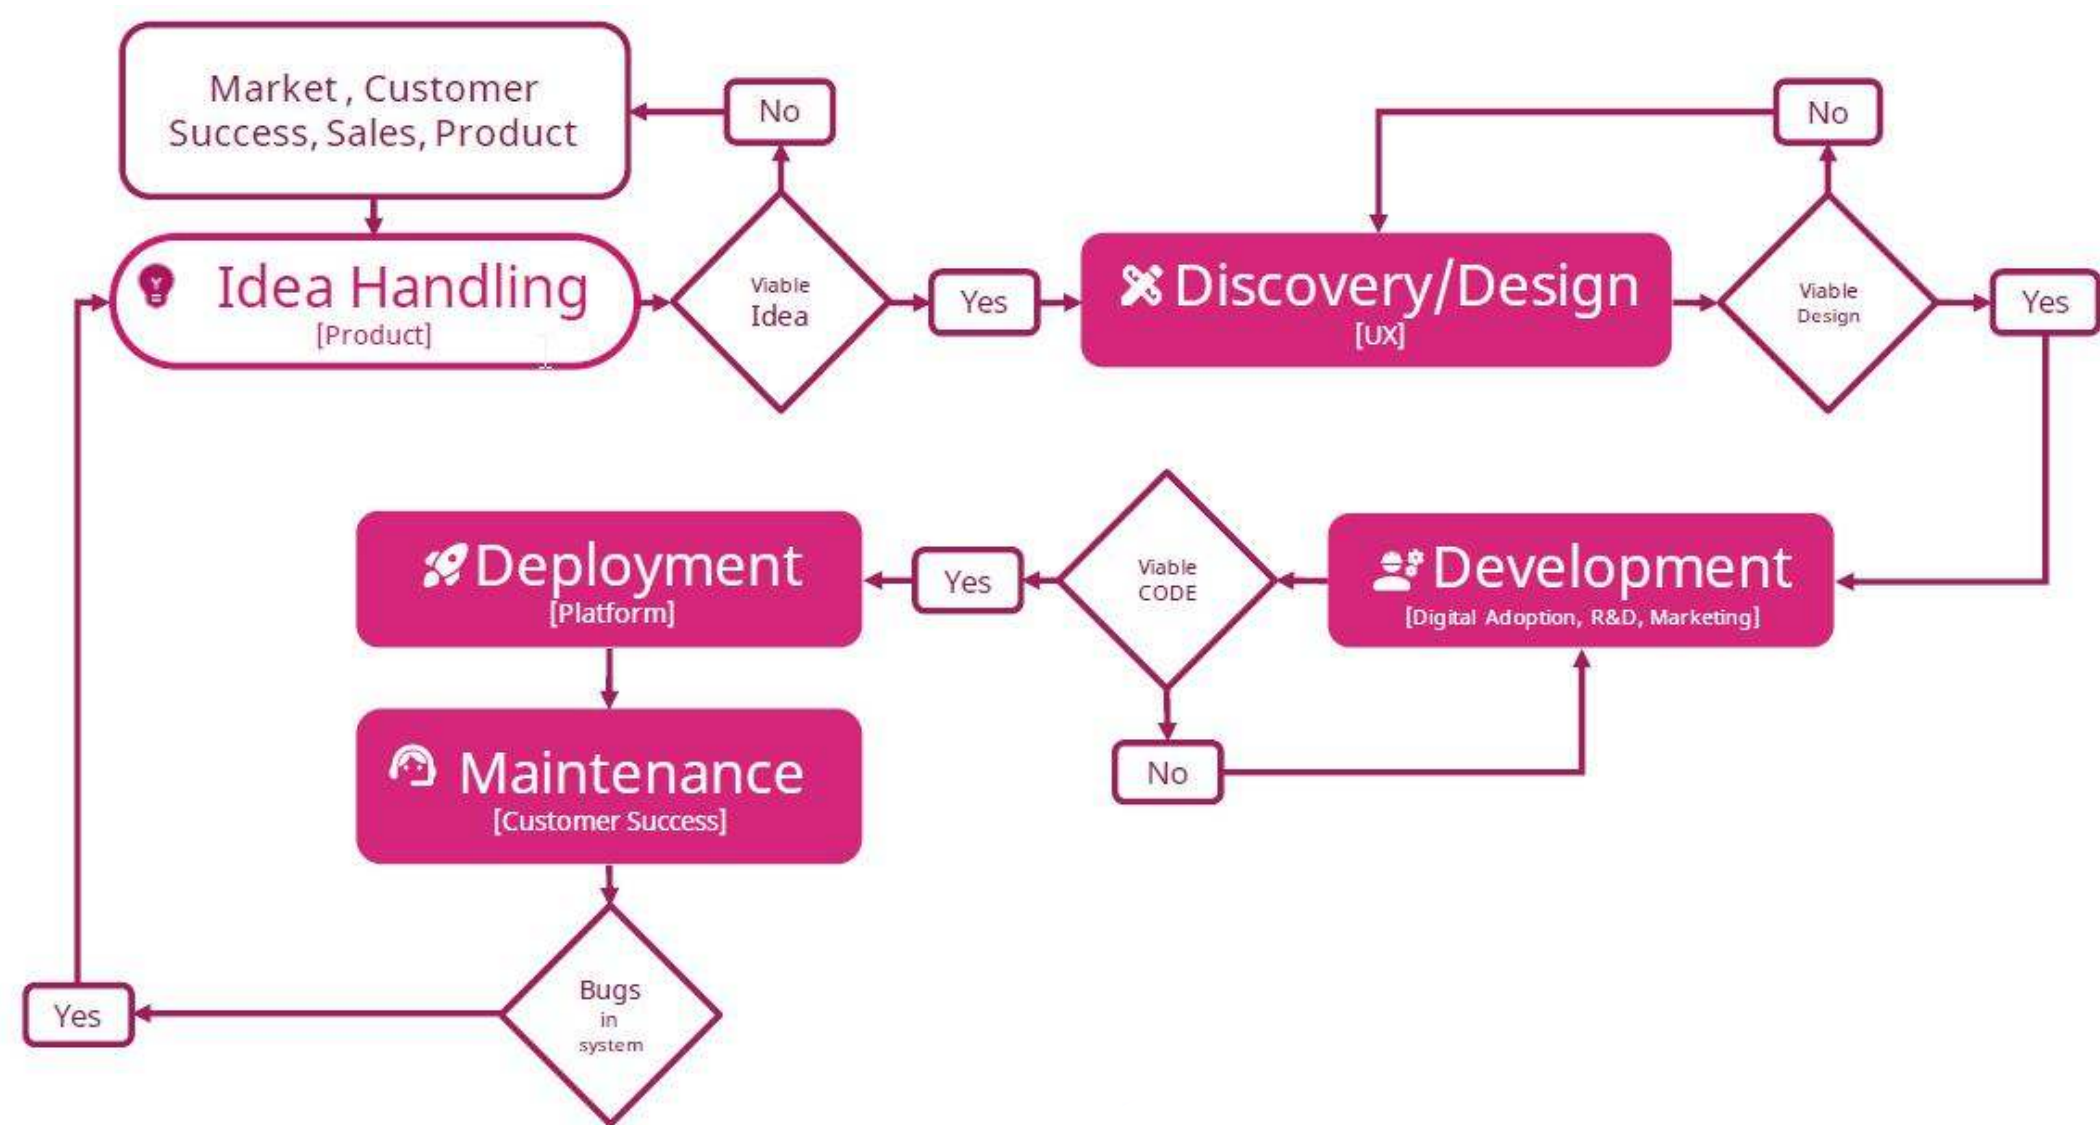 Market, Customer
Success, Sales, Product
No
No
Idea Handling
[Product]
Viable
Idea
Yes
Discovery/Design
[UX]
Viable
Design
Yes
Deployment
[Platform]
Yes
Viable
CODE
Development
[Digital Adoption, R&D, Marketing]
Maintenance
[Customer Success]
No
Yes
Bugs
in
system